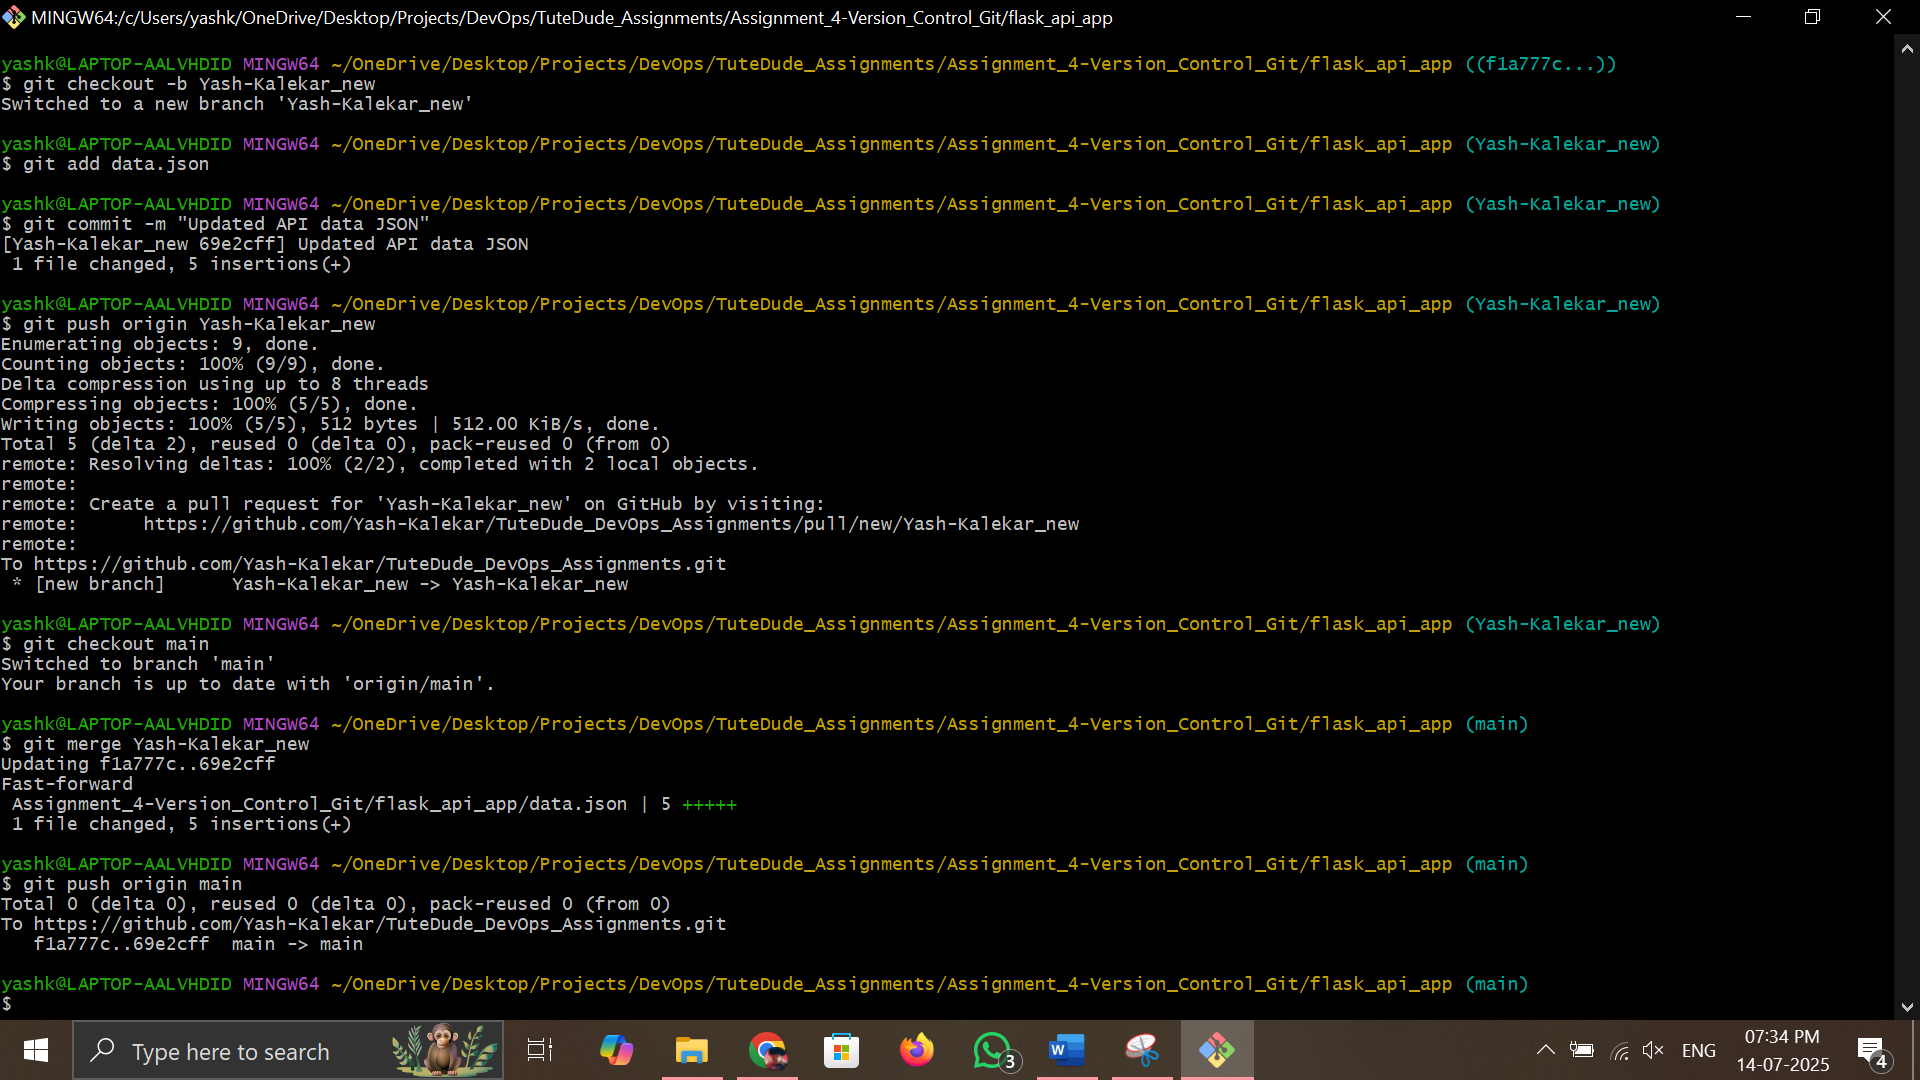 MINGW64:/c/Users/yashk/OneDrive/Desktop/Projects/DevOps/TuteDude_Assignments/Assignment_4-Version_Control_Git/flask_api_app
yashk@LAPTOP-AALVHDID MINGW64 ~/OneDrive/Desktop/Projects/DevOps/TuteDude_Assignments/Assignment_4-Version_Control_Git/flask_api_app ((f1a777c...))
$ git checkout -b Yash-Kalekar_new
Switched to a new branch 'Yash-Kalekar_new'
yashk@LAPTOP-AALVHDID MINGW64 ~/OneDrive/Desktop/Projects/DevOps/TuteDude_Assignments/Assignment_4-Version_Control_Git/flask_api_app (Yash-Kalekar_new)
$ git add data.json
yashk@LAPTOP-AALVHDID MINGW64 ~/OneDrive/Desktop/Projects/DevOps/TuteDude_Assignments/Assignment_4-Version_Control_Git/flask_api_app (Yash-Kalekar_new)
$ git commit -m "Updated API data JSON"
[Yash-Kalekar_new 69e2cff] Updated API data JSON
 1 file changed, 5 insertions(+)
yashk@LAPTOP-AALVHDID MINGW64 ~/OneDrive/Desktop/Projects/DevOps/TuteDude_Assignments/Assignment_4-Version_Control_Git/flask_api_app (Yash-Kalekar_new)
$ git push origin Yash-Kalekar_new
Enumerating objects: 9, done.
Counting objects: 100% (9/9), done.
Delta compression using up to 8 threads
Compressing objects: 100% (5/5), done.
Writing objects: 100% (5/5), 512 bytes | 512.00 KiB/s, done.
Total 5 (delta 2), reused 0 (delta 0), pack-reused 0 (from 0)
remote: Resolving deltas: 100% (2/2), completed with 2 local objects.
remote:
remote: Create a pull request for 'Yash-Kalekar_new' on GitHub by visiting:
remote:      https://github.com/Yash-Kalekar/TuteDude_DevOps_Assignments/pull/new/Yash-Kalekar_new
remote:
To https://github.com/Yash-Kalekar/TuteDude_DevOps_Assignments.git
 * [new branch]      Yash-Kalekar_new -> Yash-Kalekar_new
yashk@LAPTOP-AALVHDID MINGW64 ~/OneDrive/Desktop/Projects/DevOps/TuteDude_Assignments/Assignment_4-Version_Control_Git/flask_api_app (Yash-Kalekar_new)
$ git checkout main
Switched to branch 'main'
Your branch is up to date with 'origin/main'.
yashk@LAPTOP-AALVHDID MINGW64 ~/OneDrive/Desktop/Projects/DevOps/TuteDude_Assignments/Assignment_4-Version_Control_Git/flask_api_app (main)
$ git merge Yash-Kalekar_new
Updating f1a777c..69e2cff
Fast-forward
 Assignment_4-Version_Control_Git/flask_api_app/data.json | 5 +++++
 1 file changed, 5 insertions(+)
yashk@LAPTOP-AALVHDID MINGW64 ~/OneDrive/Desktop/Projects/DevOps/TuteDude_Assignments/Assignment_4-Version_Control_Git/flask_api_app (main)
$ git push origin main
Total 0 (delta 0), reused 0 (delta 0), pack-reused 0 (from 0)
To https://github.com/Yash-Kalekar/TuteDude_DevOps_Assignments.git
   f1a777c..69e2cff  main -> main
yashk@LAPTOP-AALVHDID MINGW64 ~/OneDrive/Desktop/Projects/DevOps/TuteDude_Assignments/Assignment_4-Version_Control_Git/flask_api_app (main)
$
Type here to search
3
W
ENG
07:34 PM
14-07-2025
4